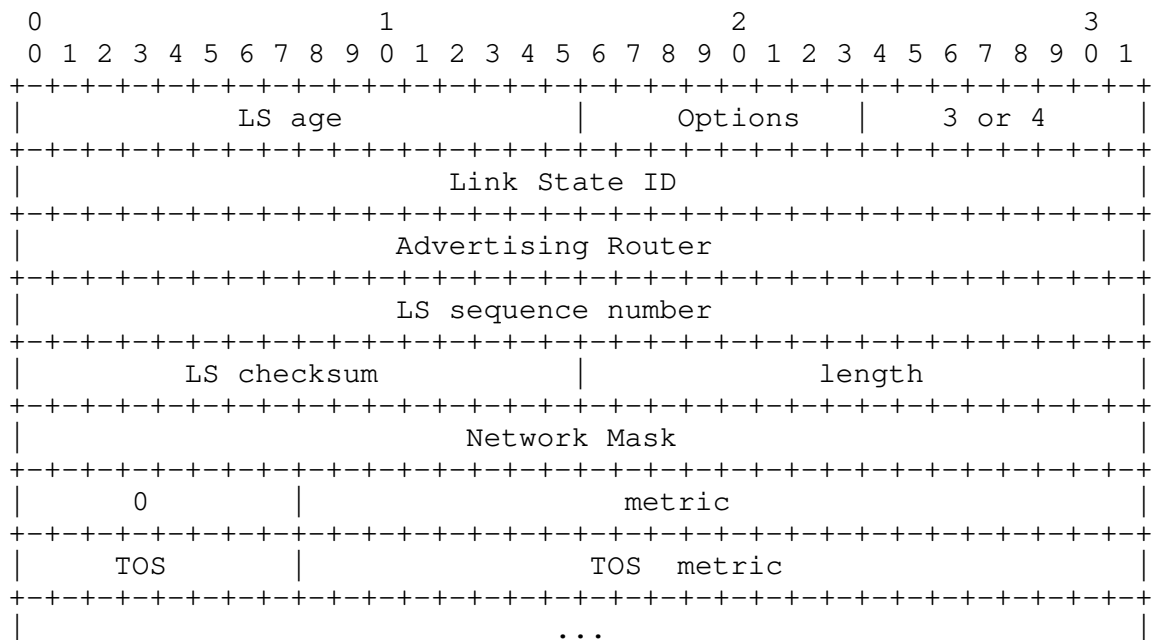 0                   1                   2                   3
0 1 2 3 4 5 6 7 8 9 0 1 2 3 4 5 6 7 8 9 0 1 2 3 4 5 6 7 8 9 0 1
+-+-+-+-+-+-+-+-+-+-+-+-+-+-+-+-+-+-+-+-+-+-+-+-+-+-+-+-+-+-+-+-+
|            LS age             |     Options   |    3 or 4     |
+-+-+-+-+-+-+-+-+-+-+-+-+-+-+-+-+-+-+-+-+-+-+-+-+-+-+-+-+-+-+-+-+
|                        Link State ID                          |
+-+-+-+-+-+-+-+-+-+-+-+-+-+-+-+-+-+-+-+-+-+-+-+-+-+-+-+-+-+-+-+-+
|                     Advertising Router                        |
+-+-+-+-+-+-+-+-+-+-+-+-+-+-+-+-+-+-+-+-+-+-+-+-+-+-+-+-+-+-+-+-+
|                     LS sequence number                        |
+-+-+-+-+-+-+-+-+-+-+-+-+-+-+-+-+-+-+-+-+-+-+-+-+-+-+-+-+-+-+-+-+
|         LS checksum           |             length            |
+-+-+-+-+-+-+-+-+-+-+-+-+-+-+-+-+-+-+-+-+-+-+-+-+-+-+-+-+-+-+-+-+
|                         Network Mask                          |
+-+-+-+-+-+-+-+-+-+-+-+-+-+-+-+-+-+-+-+-+-+-+-+-+-+-+-+-+-+-+-+-+
|      0        |                  metric                       |
+-+-+-+-+-+-+-+-+-+-+-+-+-+-+-+-+-+-+-+-+-+-+-+-+-+-+-+-+-+-+-+-+
|     TOS       |                TOS  metric                    |
+-+-+-+-+-+-+-+-+-+-+-+-+-+-+-+-+-+-+-+-+-+-+-+-+-+-+-+-+-+-+-+-+
|                              ...                              |